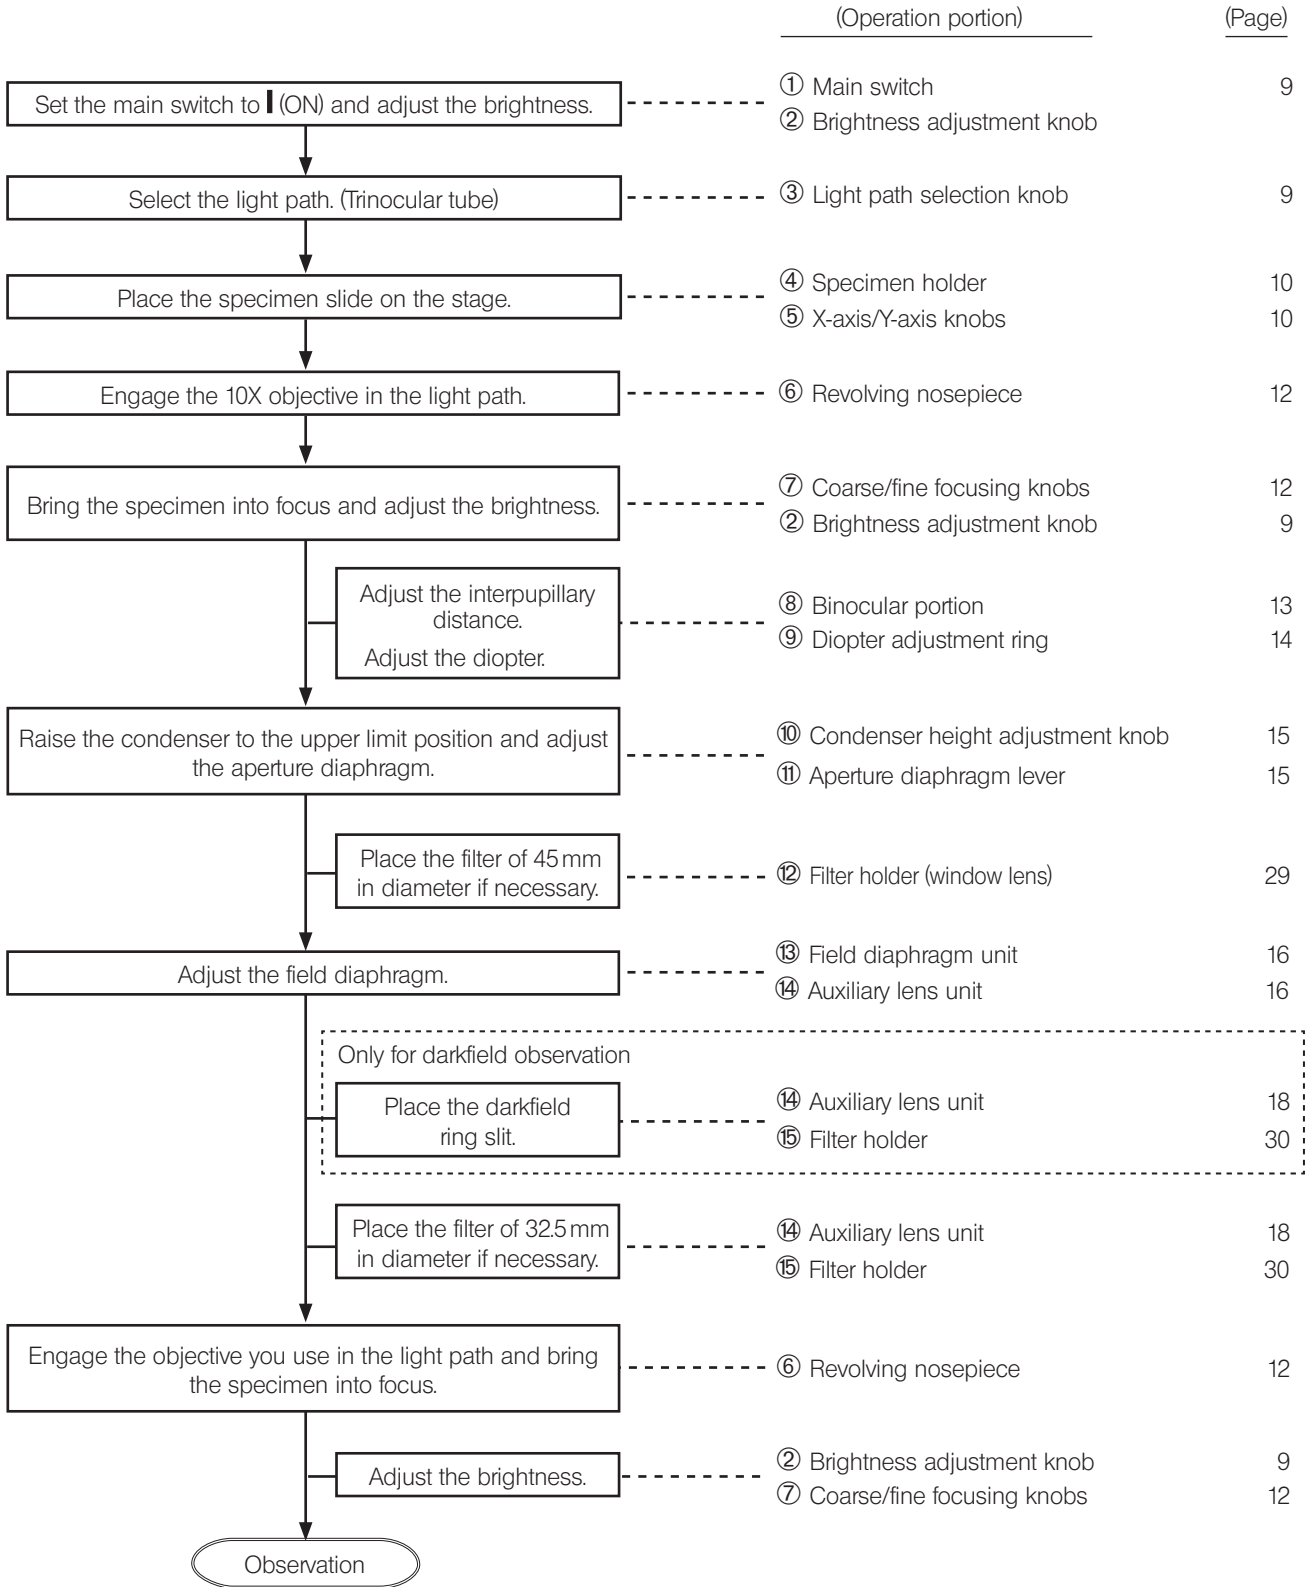 (Operation portion) (Page)
Set the main switch to I (ON) and adjust the brightness. ① Main switch 9
② Brightness adjustment knob
Select the light path. (Trinocular tube) ③ Light path selection knob 9
Place the specimen slide on the stage. ④ Specimen holder 10
⑤ X-axis/Y-axis knobs 10
Engage the 10X objective in the light path. ⑥ Revolving nosepiece 12
Bring the specimen into focus and adjust the brightness. ⑦ Coarse/fine focusing knobs 12
② Brightness adjustment knob 9
Adjust the interpupillary
distance.
Adjust the diopter.
⑧ Binocular portion 13
⑨ Diopter adjustment ring 14
Raise the condenser to the upper limit position and adjust
the aperture diaphragm.
⑩ Condenser height adjustment knob 15
⑪ Aperture diaphragm lever 15
Place the filter of 45 mm
in diameter if necessary.
⑫ Filter holder (window lens) 29
Adjust the field diaphragm.
⑬ Field diaphragm unit 16
⑭ Auxiliary lens unit 16
Only for darkfield observation
Place the darkfield
ring slit.
⑭ Auxiliary lens unit 18
⑮ Filter holder 30
Place the filter of 32.5 mm
in diameter if necessary.
⑭ Auxiliary lens unit 18
⑮ Filter holder 30
Engage the objective you use in the light path and bring
the specimen into focus.
⑥ Revolving nosepiece 12
Adjust the brightness.
② Brightness adjustment knob 9
⑦ Coarse/fine focusing knobs 12
Observation